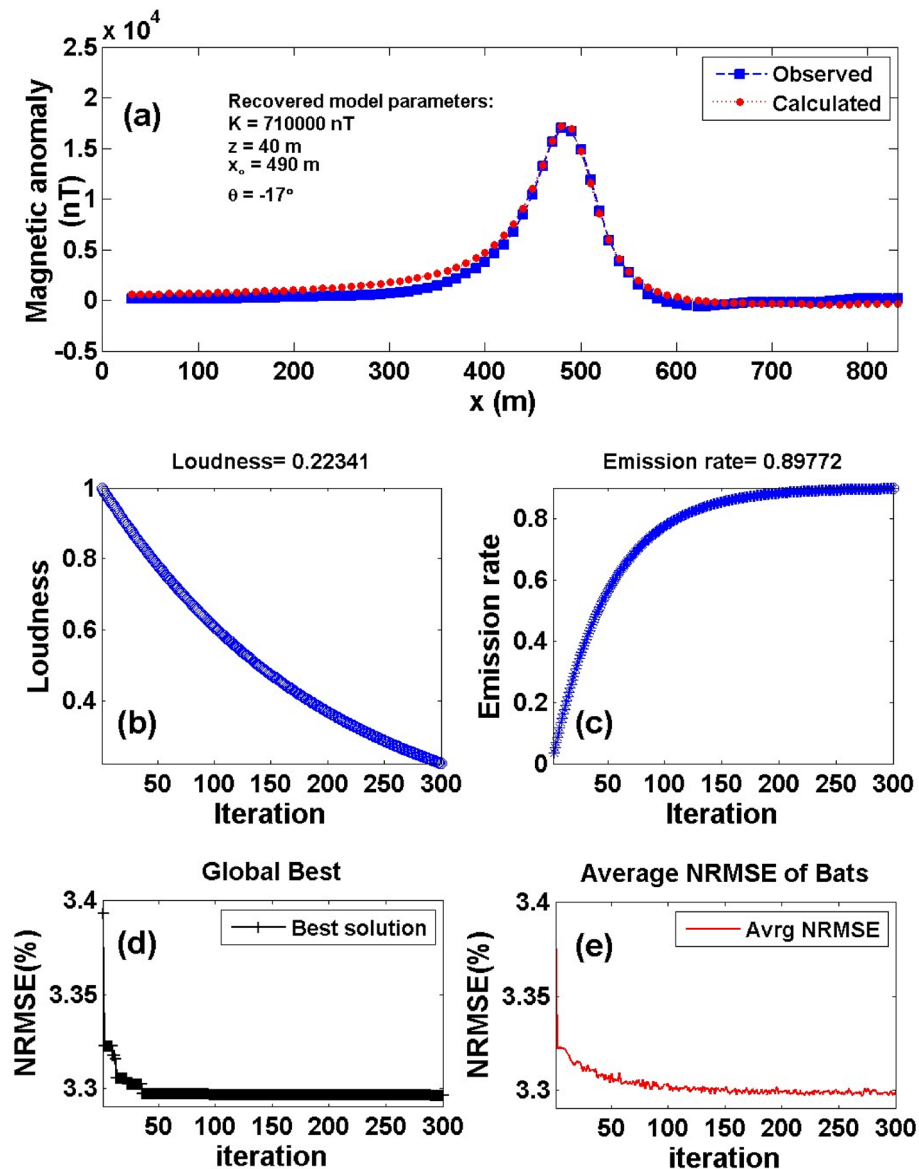 x 10⁴
2.5
2
1.5
1
0.5
0
-0.5
Magnetic anomaly
(nT)
(a)
Recovered model parameters:
K = 710000 nT
z = 40 m
xₒ = 490 m
θ = -17°
Observed
Calculated
0 100 200 300 400 500 600 700 800
x (m)
Loudness= 0.22341
1
0.8
0.6
0.4
Loudness
(b)
50 100 150 200 250 300
Iteration
Emission rate= 0.89772
0.8
0.6
0.4
0.2
0
Emission rate
(c)
50 100 150 200 250 300
Iteration
Global Best
3.4
3.35
3.3
NRMSE(%)
(d)
Best solution
50 100 150 200 250 300
iteration
Average NRMSE of Bats
3.4
3.35
3.3
NRMSE(%)
(e)
Avrg NRMSE
50 100 150 200 250 300
iteration